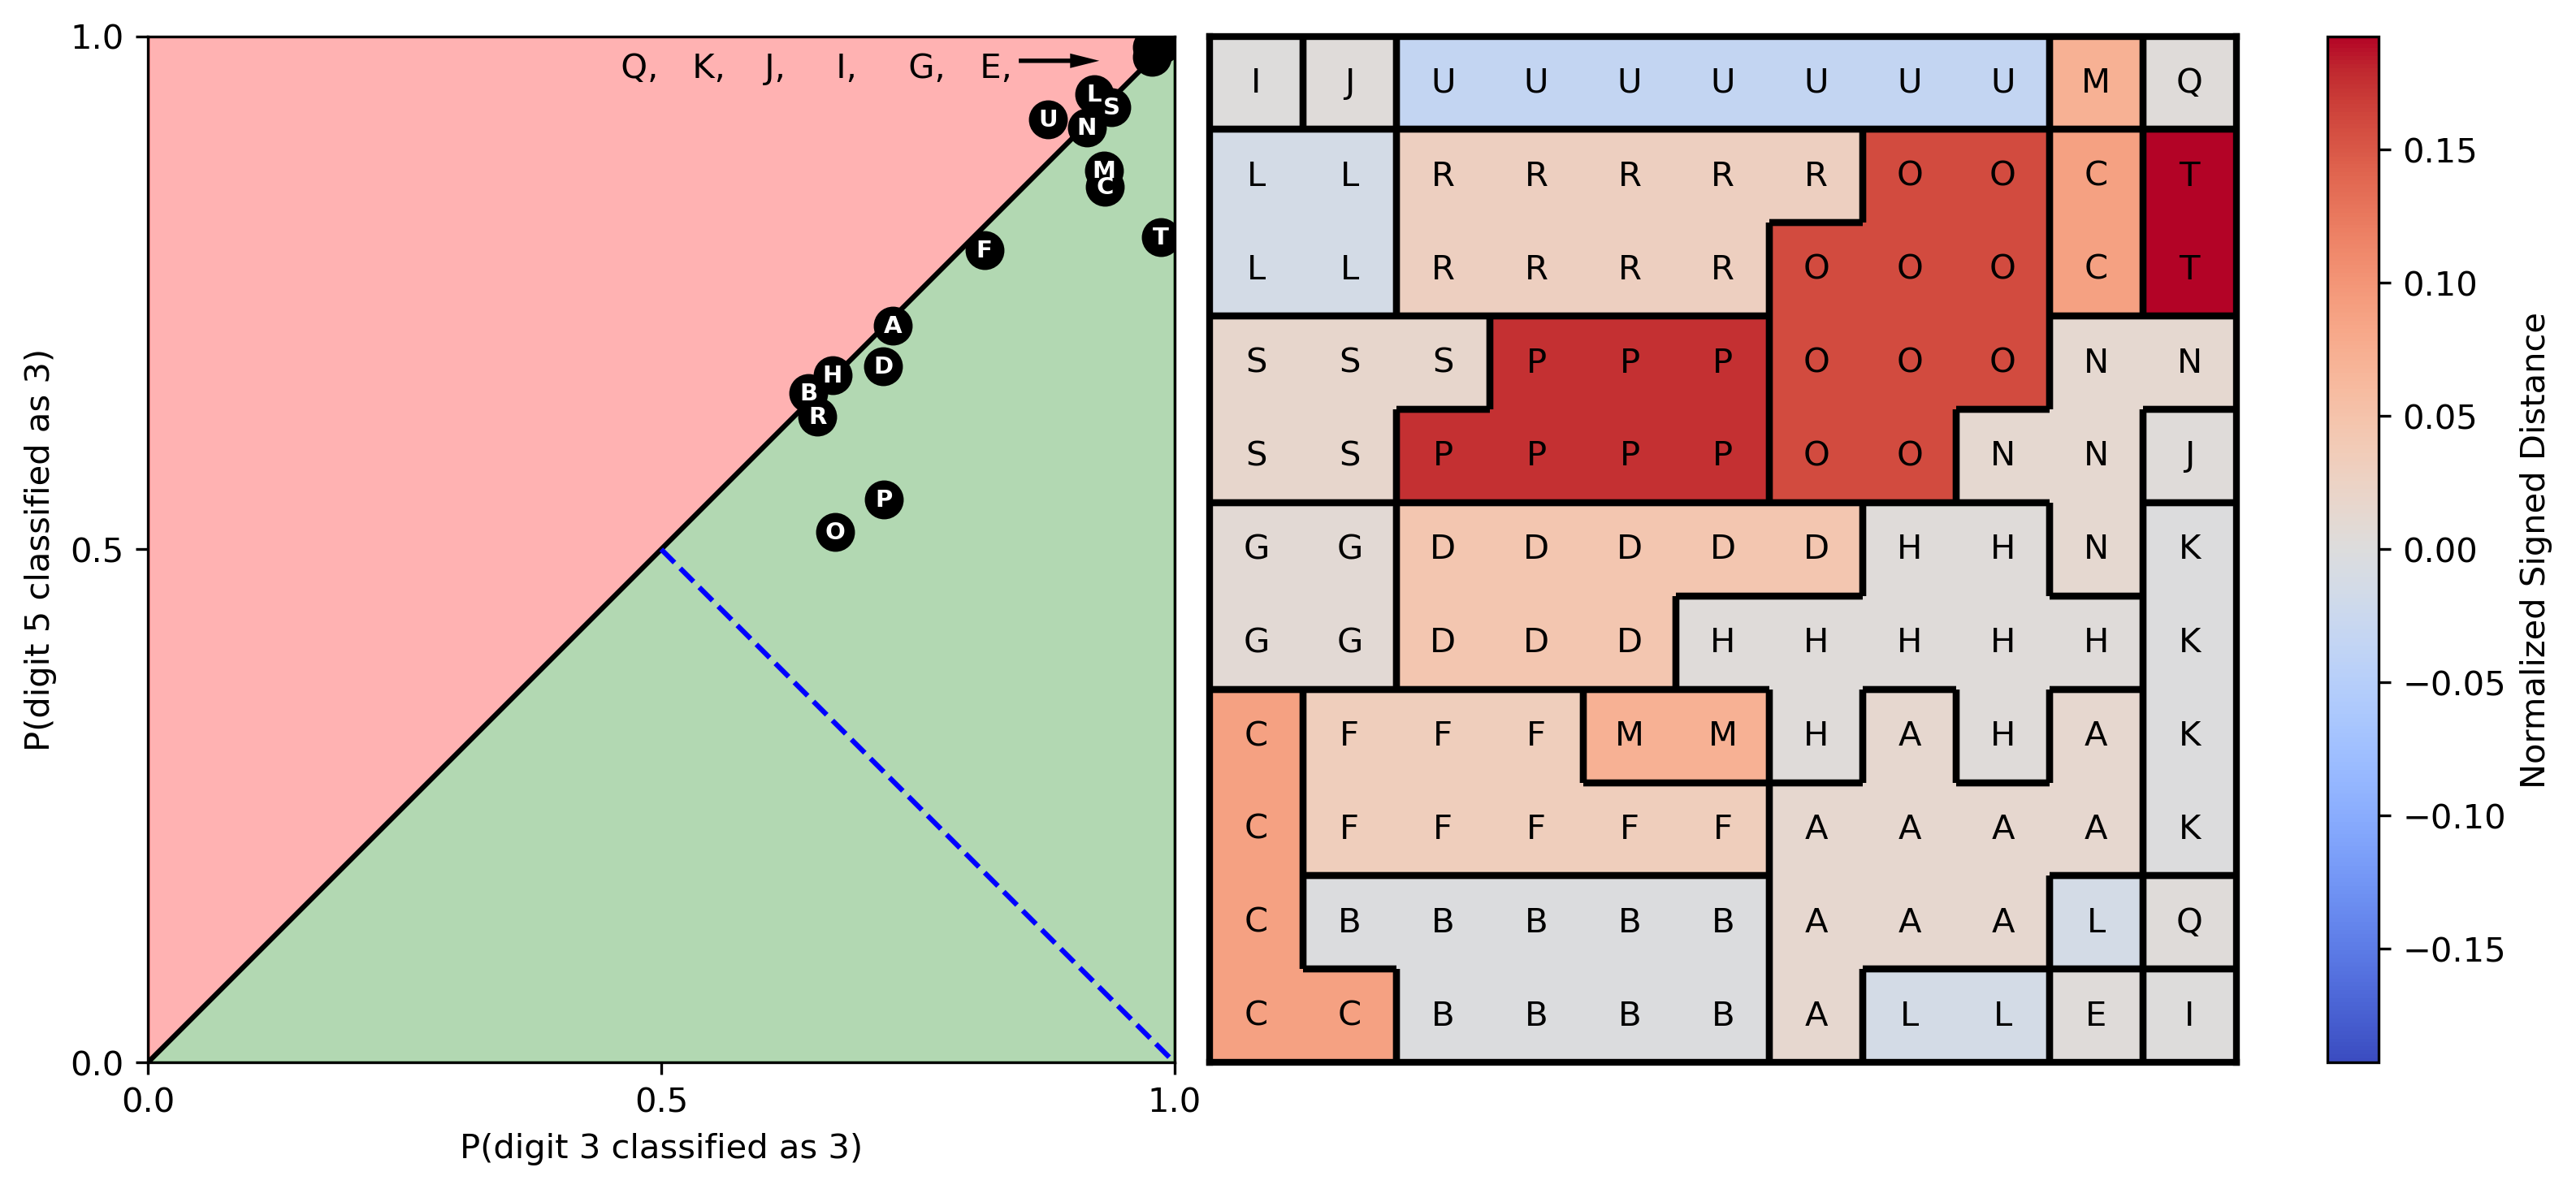 1.0
0.5
0.0
P(digit 5 classified as 3)
Q, K, J, I, G, E,
L
S
U
N
M
C
T
F
A
D
H
B
R
P
O
0.0 0.5 1.0
P(digit 3 classified as 3)
I J U U U U U U U M Q
L L R R R R R O O C T
L L R R R R O O O C T
S S S P P P O O O N N
S S P P P P O O N N J
G G D D D D D H H N K
G G D D D H H H H H K
C F F F M M H A H A K
C F F F F F A A A A K
C B B B B B A A A L Q
C C B B B B A L L E I
0.15
0.10
0.05
0.00
−0.05
−0.10
−0.15
Normalized Signed Distance